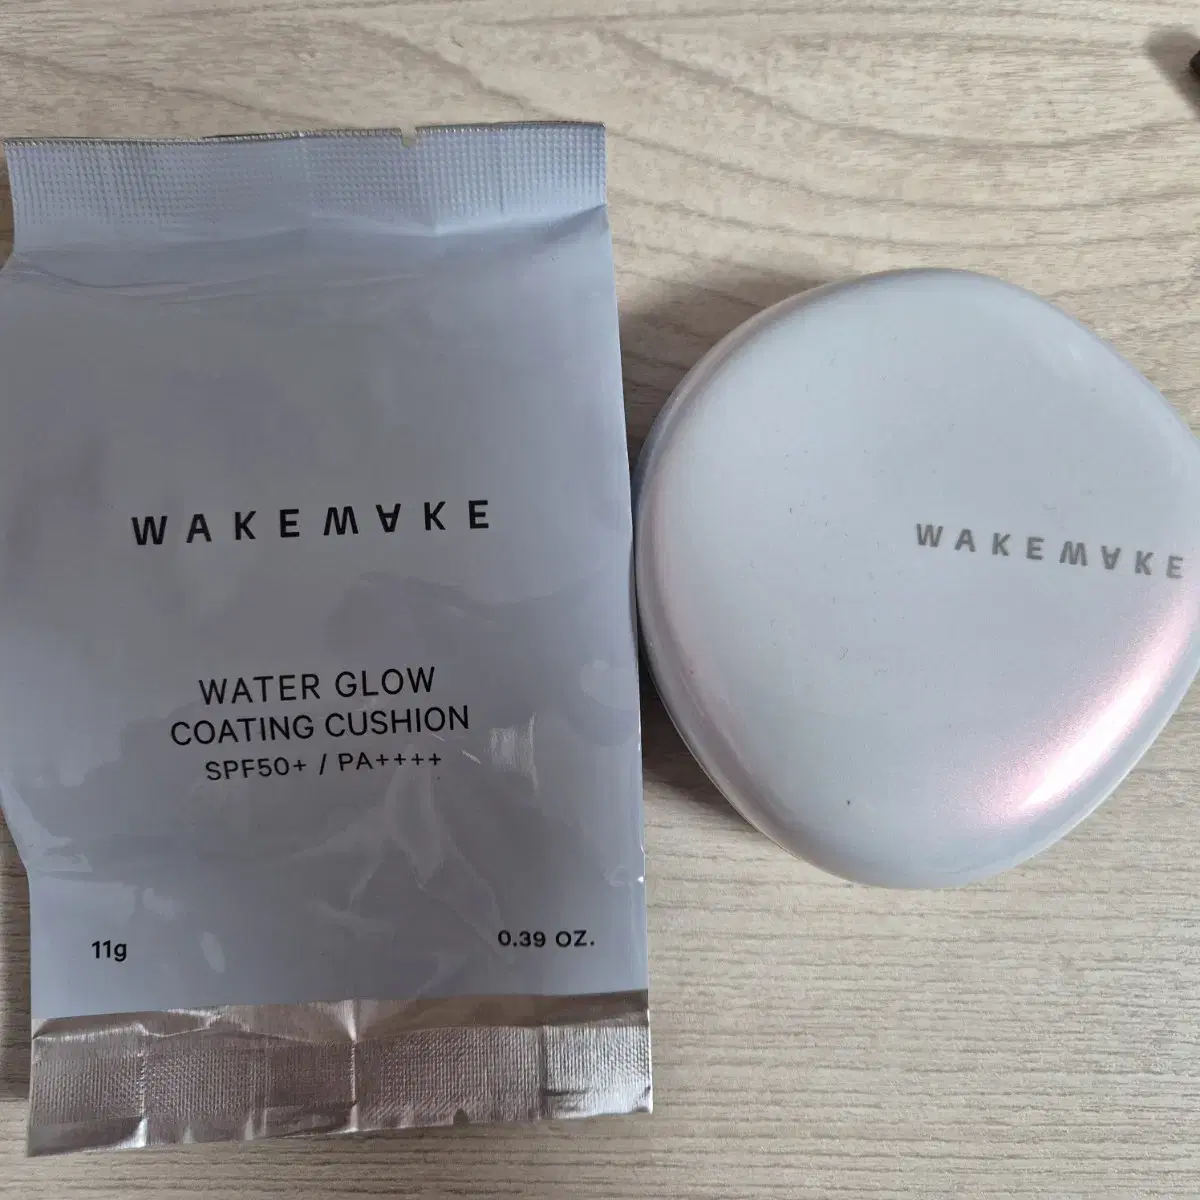 WAKEMAKE
WATER GLOW
COATING CUSHION
SPF50+ / PA++++
11g
0.39 OZ.
WAKEMAKE